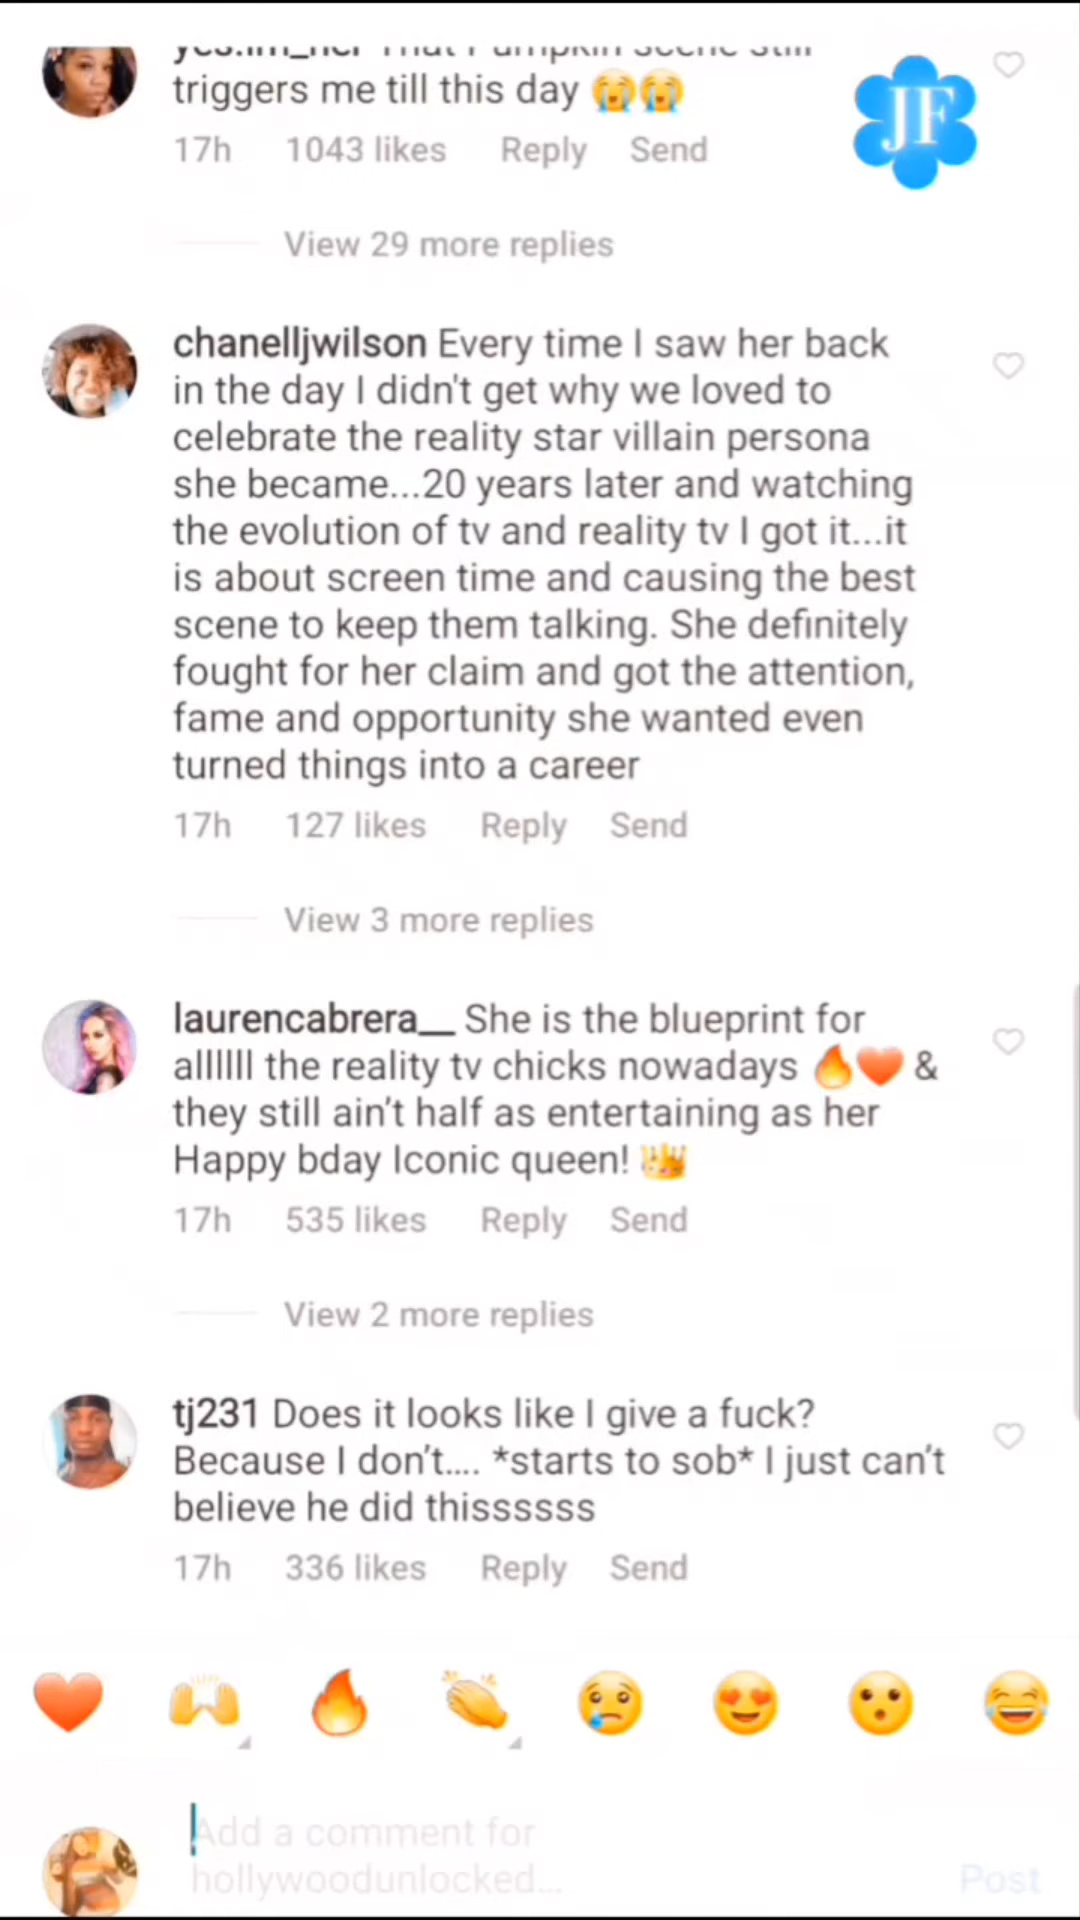 yes.im_her That Pumpkin scene still
triggers me till this day 😭😭
JF
17h 1043 likes Reply Send
View 29 more replies
chanelljwilson Every time I saw her back
in the day I didn't get why we loved to
celebrate the reality star villain persona
she became...20 years later and watching
the evolution of tv and reality tv I got it...it
is about screen time and causing the best
scene to keep them talking. She definitely
fought for her claim and got the attention,
fame and opportunity she wanted even
turned things into a career
17h 127 likes Reply Send
View 3 more replies
laurencabrera__ She is the blueprint for
allllll the reality tv chicks nowadays 🔥❤️ &
they still ain’t half as entertaining as her
Happy bday Iconic queen! 👑
17h 535 likes Reply Send
View 2 more replies
tj231 Does it looks like I give a fuck?
Because I don’t.... *starts to sob* I just can’t
believe he did thissssss
17h 336 likes Reply Send
Add a comment for
hollywoodunlocked...
Post